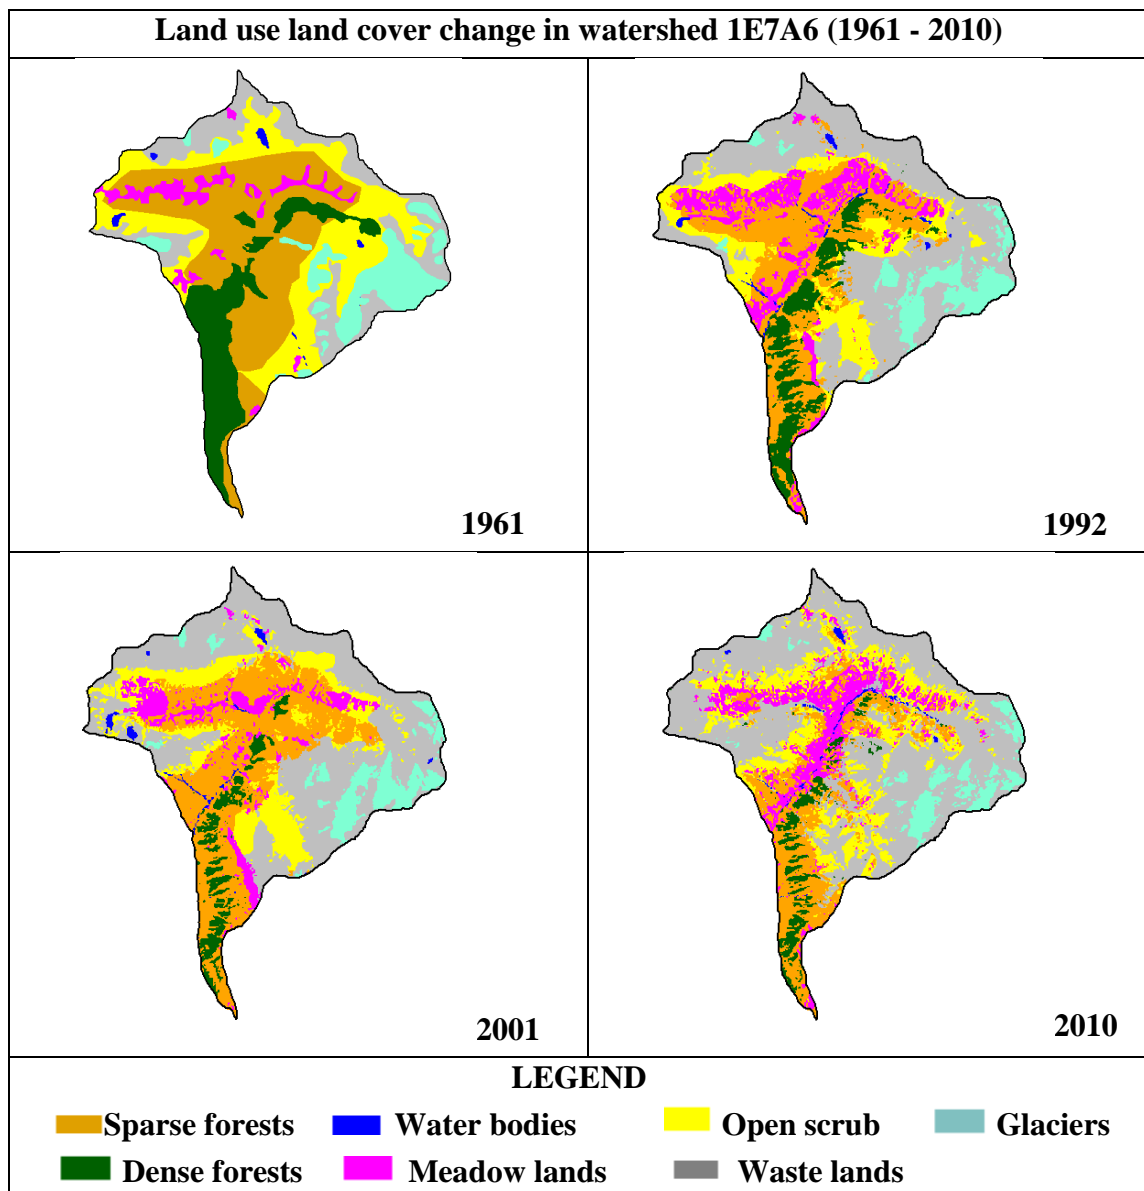 Land use land cover change in watershed 1E7A6 (1961 - 2010)
1961
1992
2001
2010
LEGEND
Sparse forests Water bodies Open scrub Glaciers
Dense forests Meadow lands Waste lands